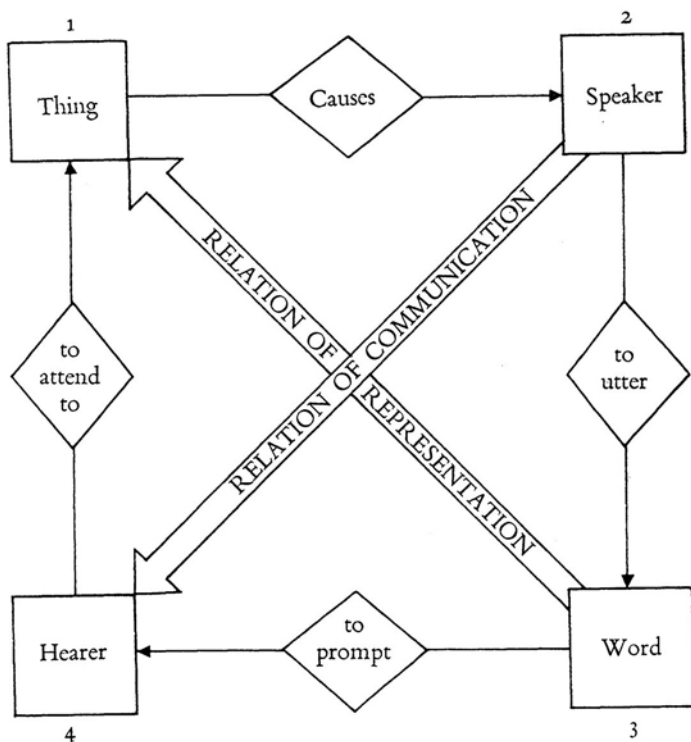 1
2
Thing
Causes
Speaker
RELATION OF REPRESENTATION
RELATION OF COMMUNICATION
to
attend
to
to
utter
Hearer
to
prompt
Word
4
3